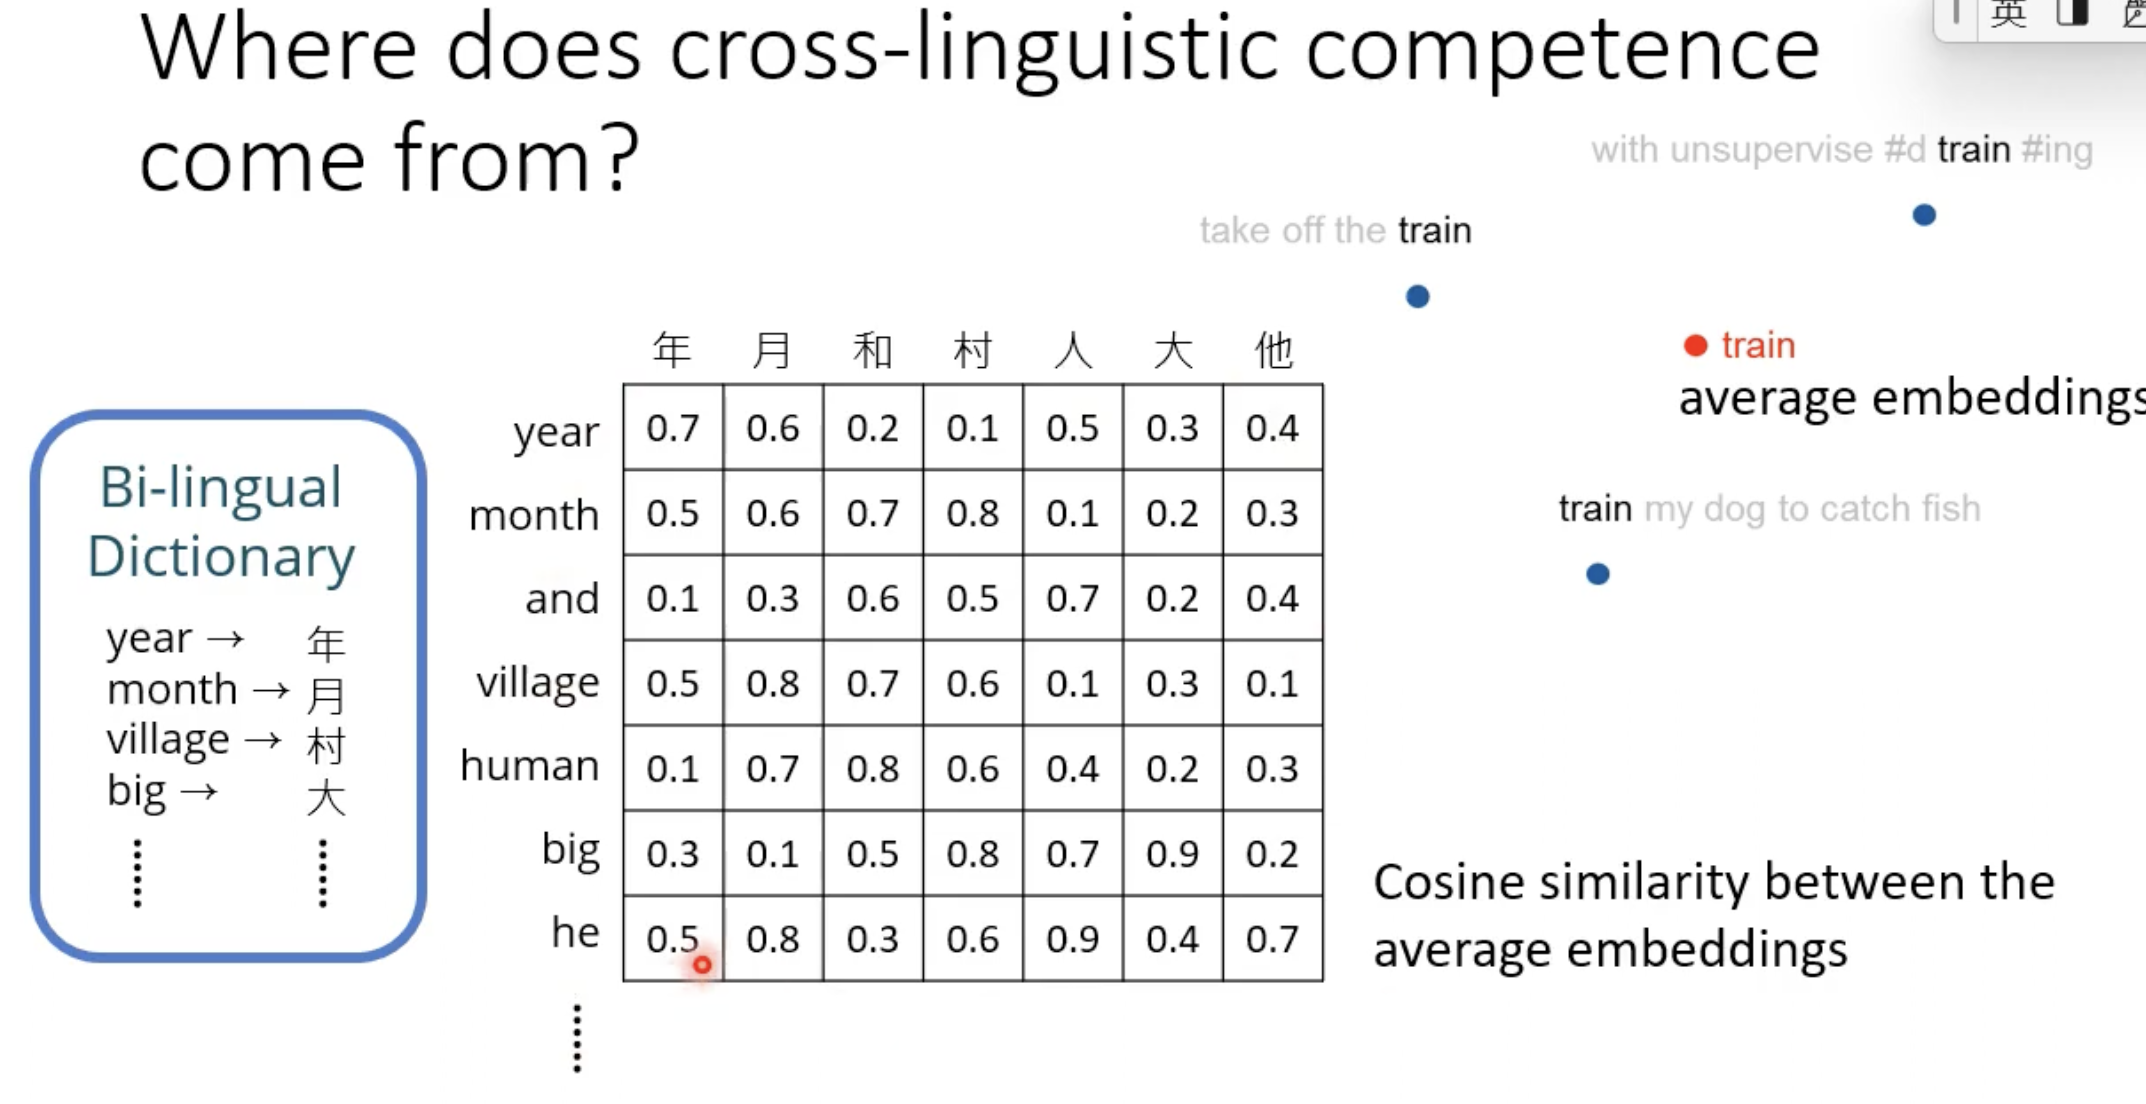 Where does cross-linguistic competence
come from?
英
with unsupervise #d train #ing
take off the train
train
average embeddings
train my dog to catch fish
Bi-lingual
Dictionary
year → 年
month → 月
village → 村
big → 大
年 月 和 村 人 大 他
year 0.7 0.6 0.2 0.1 0.5 0.3 0.4
month 0.5 0.6 0.7 0.8 0.1 0.2 0.3
and 0.1 0.3 0.6 0.5 0.7 0.2 0.4
village 0.5 0.8 0.7 0.6 0.1 0.3 0.1
human 0.1 0.7 0.8 0.6 0.4 0.2 0.3
big 0.3 0.1 0.5 0.8 0.7 0.9 0.2
he 0.5 0.8 0.3 0.6 0.9 0.4 0.7
Cosine similarity between the
average embeddings